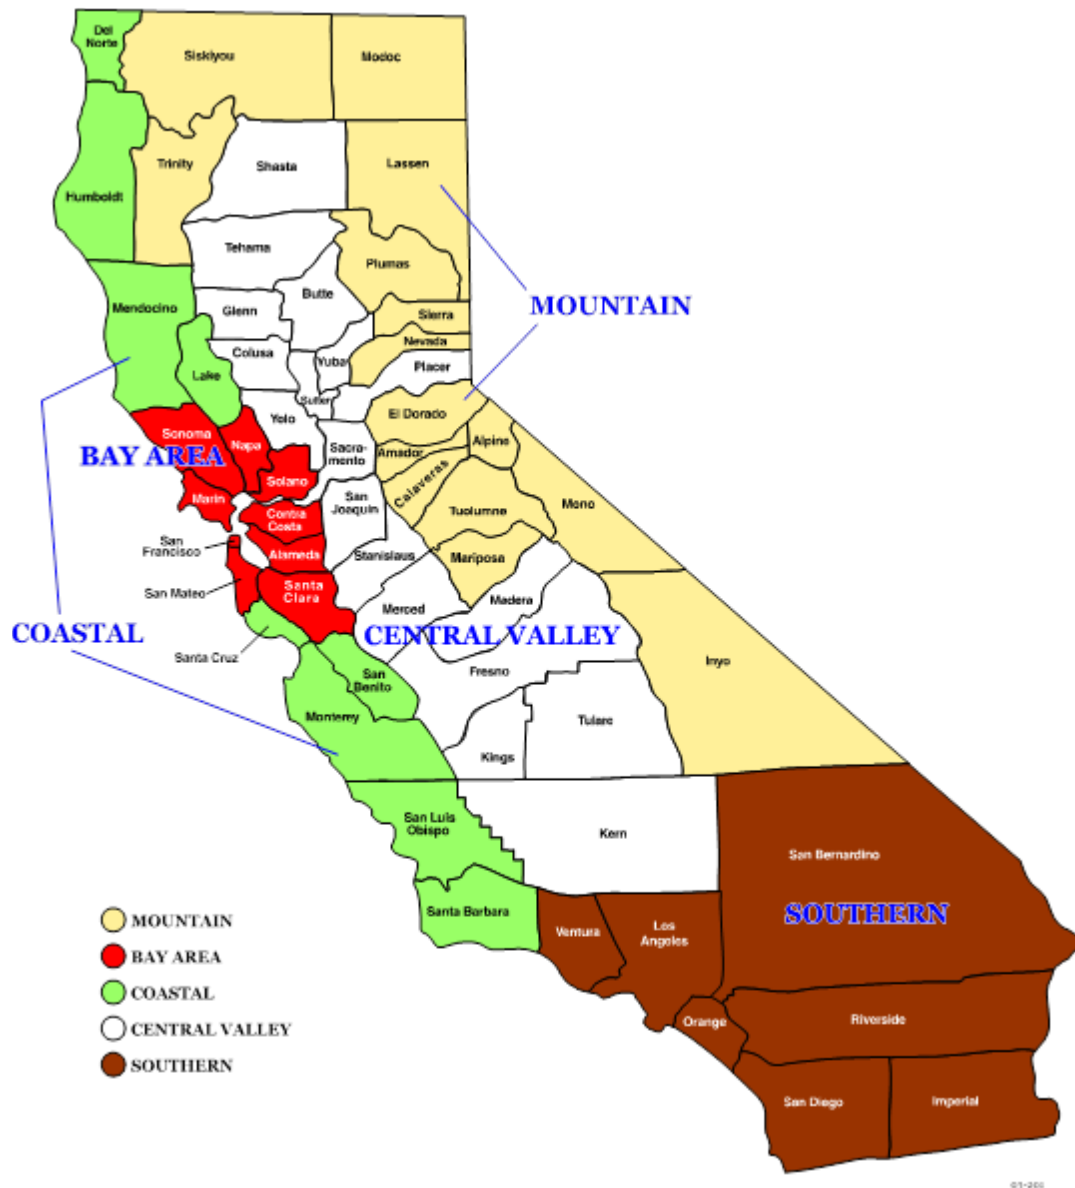 Del
Norte
Siskiyou
Modoc
Trinity
Shasta
Lassen
Humboldt
Tehama
Plumas
Butte
MOUNTAIN
Mendocino
Glenn
Sierra
Nevada
Colusa
Yuba
Placer
Lake
Sutter
El Dorado
Yolo
Sonoma
Napa
BAY AREA
Sacra-
mento
Amador
Alpine
Solano
Calaveras
Marin
San
Joaquin
Mono
Contra
Costa
Tuolumne
San
Francisco
Alameda
Stanislaus
Mariposa
San Mateo
Santa
Clara
Merced
Madera
COASTAL
CENTRAL VALLEY
Santa Cruz
San
Benito
Fresno
Inyo
Monterey
Tulare
Kings
San Luis
Obispo
Kern
San Bernardino
Santa Barbara
SOUTHERN
Ventura
Los
Angeles
Orange
Riverside
San Diego
Imperial
MOUNTAIN
BAY AREA
COASTAL
CENTRAL VALLEY
SOUTHERN